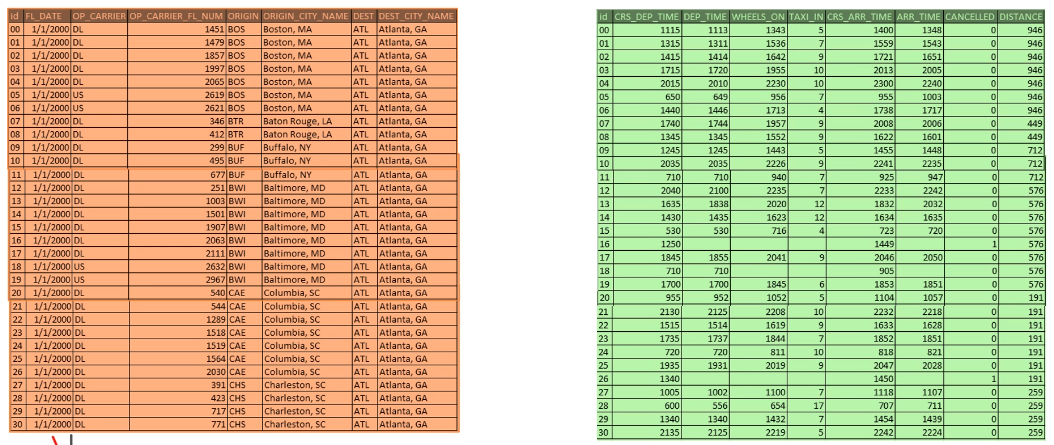 id FL_DATE OP_CARRIER OP_CARRIER_FL_NUM ORIGIN ORIGIN_CITY_NAME DEST DEST_CITY_NAME
00 1/1/2000 DL 1451 BOS Boston, MA ATL Atlanta, GA
01 1/1/2000 DL 1479 BOS Boston, MA ATL Atlanta, GA
02 1/1/2000 DL 1857 BOS Boston, MA ATL Atlanta, GA
03 1/1/2000 DL 1997 BOS Boston, MA ATL Atlanta, GA
04 1/1/2000 DL 2065 BOS Boston, MA ATL Atlanta, GA
05 1/1/2000 US 2619 BOS Boston, MA ATL Atlanta, GA
06 1/1/2000 US 2621 BOS Boston, MA ATL Atlanta, GA
07 1/1/2000 DL 346 BTR Baton Rouge, LA ATL Atlanta, GA
08 1/1/2000 DL 412 BTR Baton Rouge, LA ATL Atlanta, GA
09 1/1/2000 DL 299 BUF Buffalo, NY ATL Atlanta, GA
10 1/1/2000 DL 495 BUF Buffalo, NY ATL Atlanta, GA
11 1/1/2000 DL 677 BUF Buffalo, NY ATL Atlanta, GA
12 1/1/2000 DL 251 BWI Baltimore, MD ATL Atlanta, GA
13 1/1/2000 DL 1003 BWI Baltimore, MD ATL Atlanta, GA
14 1/1/2000 DL 1501 BWI Baltimore, MD ATL Atlanta, GA
15 1/1/2000 DL 1907 BWI Baltimore, MD ATL Atlanta, GA
16 1/1/2000 DL 2063 BWI Baltimore, MD ATL Atlanta, GA
17 1/1/2000 DL 2111 BWI Baltimore, MD ATL Atlanta, GA
18 1/1/2000 US 2632 BWI Baltimore, MD ATL Atlanta, GA
19 1/1/2000 US 2967 BWI Baltimore, MD ATL Atlanta, GA
20 1/1/2000 DL 540 CAE Columbia, SC ATL Atlanta, GA
21 1/1/2000 DL 544 CAE Columbia, SC ATL Atlanta, GA
22 1/1/2000 DL 1289 CAE Columbia, SC ATL Atlanta, GA
23 1/1/2000 DL 1518 CAE Columbia, SC ATL Atlanta, GA
24 1/1/2000 DL 1519 CAE Columbia, SC ATL Atlanta, GA
25 1/1/2000 DL 1564 CAE Columbia, SC ATL Atlanta, GA
26 1/1/2000 DL 2030 CAE Columbia, SC ATL Atlanta, GA
27 1/1/2000 DL 391 CHS Charleston, SC ATL Atlanta, GA
28 1/1/2000 DL 423 CHS Charleston, SC ATL Atlanta, GA
29 1/1/2000 DL 717 CHS Charleston, SC ATL Atlanta, GA
30 1/1/2000 DL 771 CHS Charleston, SC ATL Atlanta, GA
id CRS_DEP_TIME DEP_TIME WHEELS_ON TAXI_IN CRS_ARR_TIME ARR_TIME CANCELLED DISTANCE
00 1115 1113 1343 5 1400 1348 0 946
01 1315 1311 1536 7 1559 1543 0 946
02 1415 1414 1642 9 1721 1651 0 946
03 1715 1720 1955 10 2013 2005 0 946
04 2015 2010 2230 10 2300 2240 0 946
05 650 649 956 7 955 1003 0 946
06 1440 1446 1713 4 1738 1717 0 946
07 1740 1744 1957 9 2008 2006 0 449
08 1345 1345 1552 9 1622 1601 0 449
09 1245 1245 1443 5 1455 1448 0 712
10 2035 2035 2226 9 2241 2235 0 712
11 710 710 940 7 925 947 0 712
12 2040 2100 2235 7 2233 2242 0 576
13 1635 1838 2020 12 1832 2032 0 576
14 1430 1435 1623 12 1634 1635 0 576
15 530 530 716 4 723 720 0 576
16 1250 1449 1 576
17 1845 1855 2041 9 2046 2050 0 576
18 710 710 905 0 576
19 1700 1700 1845 6 1853 1851 0 576
20 955 952 1052 5 1104 1057 0 191
21 2130 2125 2208 10 2232 2218 0 191
22 1515 1514 1619 9 1633 1628 0 191
23 1735 1737 1844 7 1852 1851 0 191
24 720 720 811 10 818 821 0 191
25 1935 1931 2019 9 2047 2028 0 191
26 1340 1450 1 191
27 1005 1002 1100 7 1118 1107 0 259
28 600 556 654 17 707 711 0 259
29 1340 1340 1432 7 1454 1439 0 259
30 2135 2125 2219 5 2242 2224 0 259